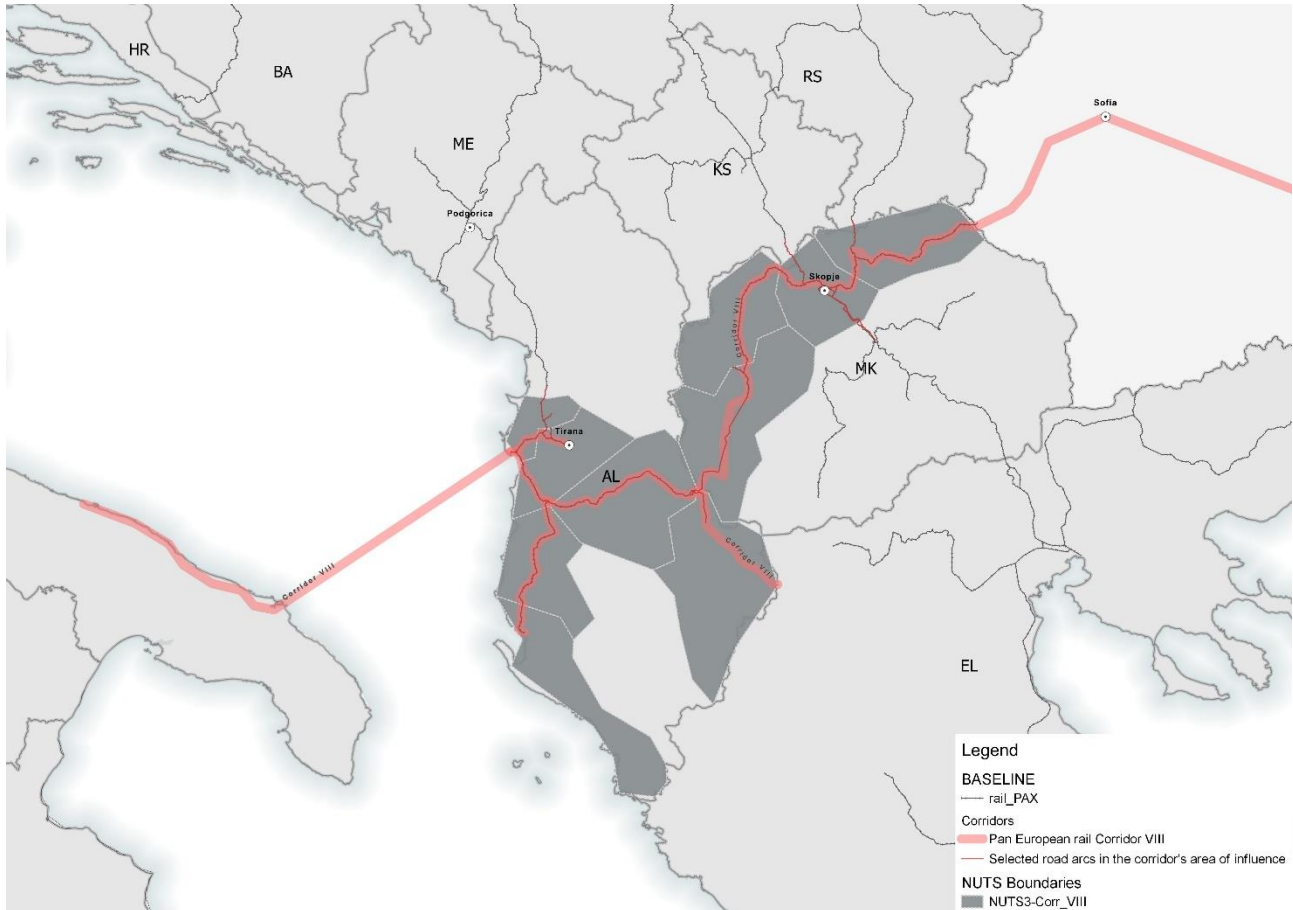 HR
BA
RS
Sofia
ME
KS
Podgorica
Skopje
Corridor VIII
MK
Tirana
AL
Corridor VIII
Corridor VIII
EL
Legend
BASELINE
rail_PAX
Corridors
Pan European rail Corridor VIII
Selected road arcs in the corridor's area of influence
NUTS Boundaries
NUTS3-Corr_VIII